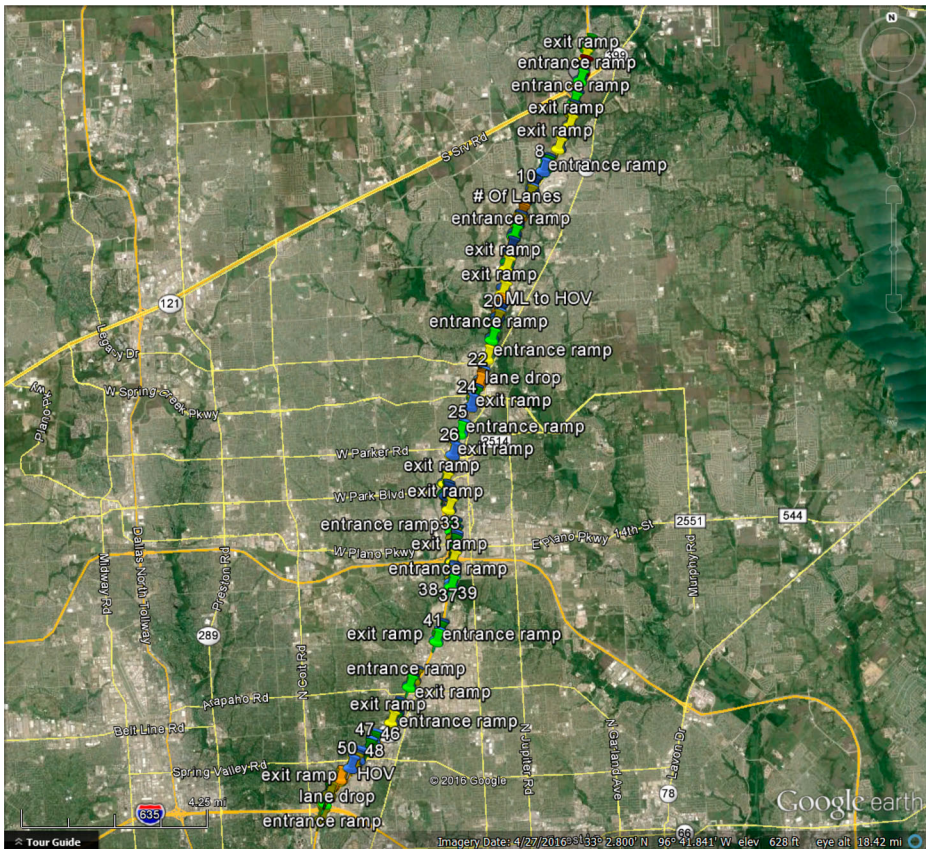 N
exit ramp
399
entrance ramp
entrance ramp
exit ramp
exit ramp
8
entrance ramp
10
# Of Lanes
entrance ramp
S Srv Rd
exit ramp
exit ramp
20 ML to HOV
121
entrance ramp
Legacy Dr
22
entrance ramp
lane drop
24
W Spring Creek Pkwy
exit ramp
Plano Pkwy
25
entrance ramp
26
2514
W Parker Rd
exit ramp
exit ramp
W Park Blvd
exit ramp
544
2551
entrance ramp 33
E Plano Pkwy 14th St
W Plano Pkwy
exit ramp
entrance ramp
Midway Rd
Dallas North Tollway
Preston Rd
Murphy Rd
38 37 39
41
289
exit ramp
entrance ramp
N Coit Rd
entrance ramp
Arapaho Rd
exit ramp
exit ramp
entrance ramp
Belt Line Rd
47 46
50 48
N Jupiter Rd
N Garland Ave
Lavon Dr
Spring Valley Rd
exit ramp
HOV
© 2016 Google
78
4.25 mi
lane drop
635
entrance ramp
66
Google earth
Tour Guide
Imagery Date: 4/27/2016 33° 2.800' N 96° 41.841' W elev 628 ft eye alt 18.42 mi